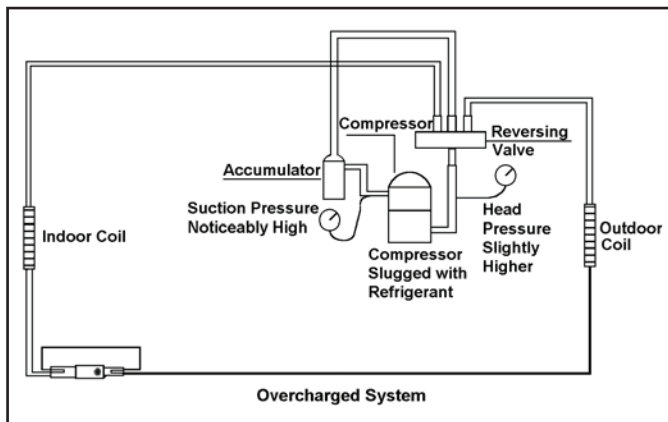 Compressor
Reversing
Valve
Accumulator
Suction Pressure
Noticeably High
Head
Pressure
Slightly
Higher
Indoor Coil
Outdoor
Coil
Compressor
Slugged with
Refrigerant
Overcharged System